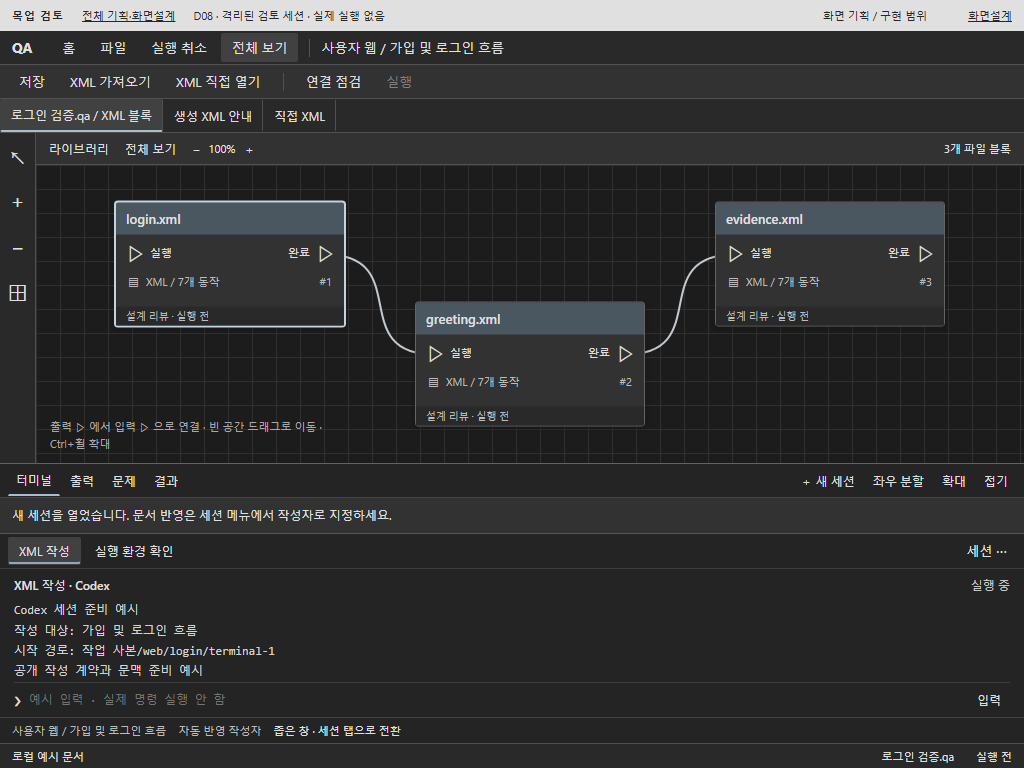 목업 검토 전체 기획·화면설계 D08 · 격리된 검토 세션 · 실제 실행 없음 화면 기획 / 구현 범위 화면설계
QA 홈 파일 실행 취소 전체 보기 사용자 웹 / 가입 및 로그인 흐름
저장 XML 가져오기 XML 직접 열기 연결 점검 실행
로그인 검증.qa / XML 블록 생성 XML 안내 직접 XML
라이브러리 전체 보기 − 100% + 3개 파일 블록
login.xml
실행 완료
XML / 7개 동작 #1
설계 리뷰 · 실행 전
greeting.xml
실행 완료
XML / 7개 동작 #2
설계 리뷰 · 실행 전
evidence.xml
실행 완료
XML / 7개 동작 #3
설계 리뷰 · 실행 전
출력 ▷ 에서 입력 ▷ 으로 연결 · 빈 공간 드래그로 이동 ·
Ctrl+휠 확대
터미널 출력 문제 결과 + 새 세션 좌우 분할 확대 접기
새 세션을 열었습니다. 문서 반영은 세션 메뉴에서 작성자로 지정하세요.
XML 작성 실행 환경 확인 세션 ···
XML 작성 · Codex 실행 중
Codex 세션 준비 예시
작성 대상: 가입 및 로그인 흐름
시작 경로: 작업 사본/web/login/terminal-1
공개 작성 계약과 문맥 준비 예시
❯ 예시 입력 · 실제 명령 실행 안 함 입력
사용자 웹 / 가입 및 로그인 흐름 자동 반영 작성자 좁은 창 · 세션 탭으로 전환
로컬 예시 문서 로그인 검증.qa 실행 전